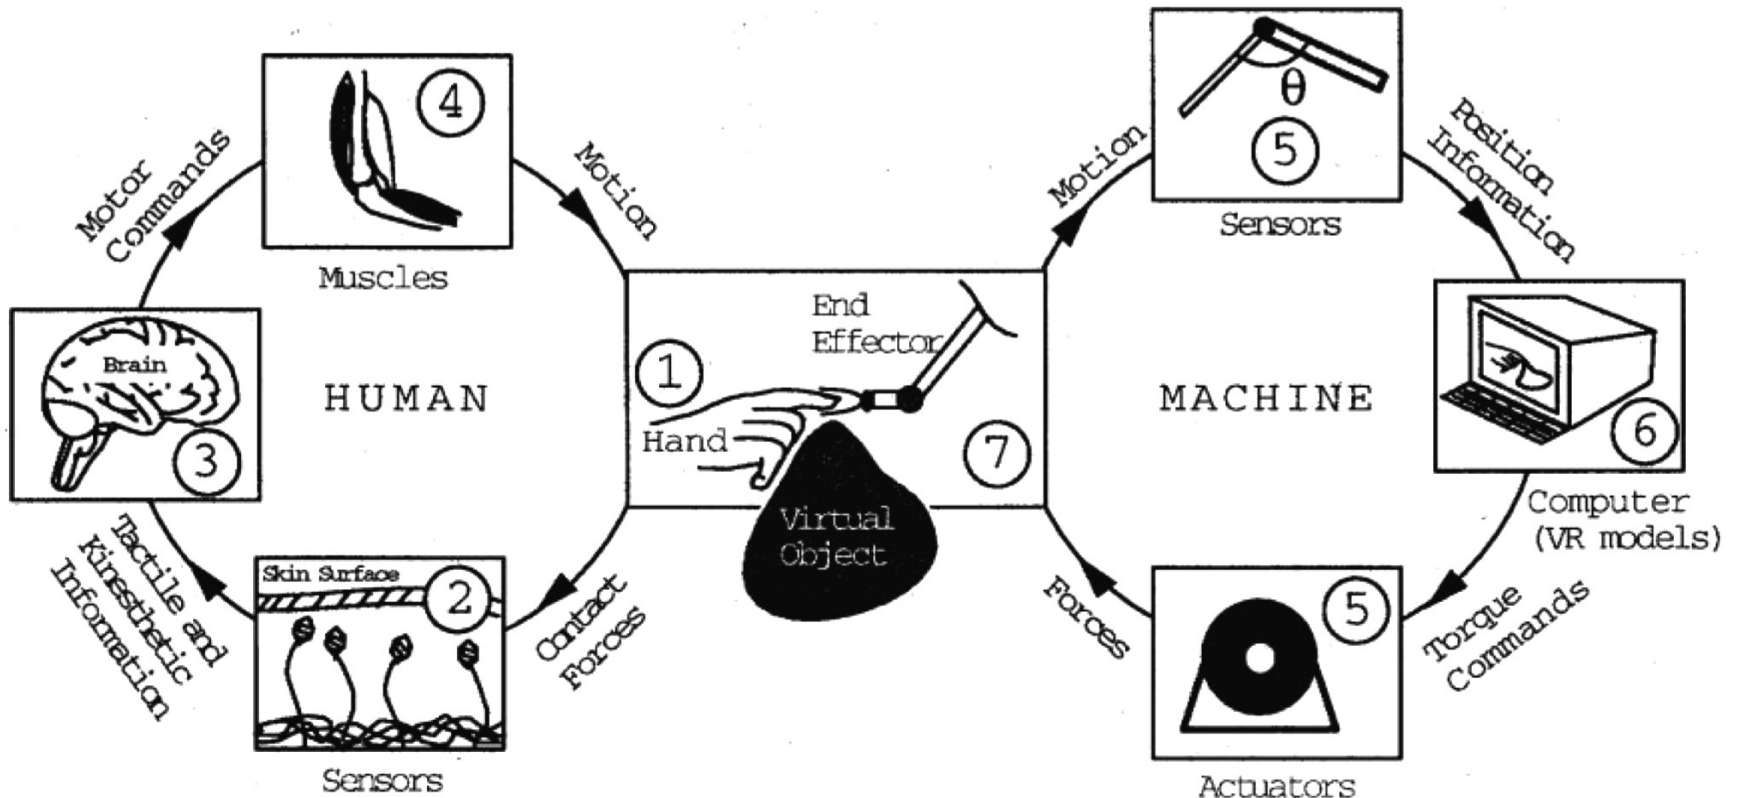 4
Muscles
Motor
Commands
Motion
Brain
3
HUMAN
Tactile and
Kinesthetic
Information
Skin Surface
2
Sensors
Contact
Forces
1
Hand
End
Effector
7
Virtual
Object
Motion
θ
5
Sensors
Position
Information
MACHINE
6
Computer
(VR models)
Torque
Commands
5
Actuators
Forces